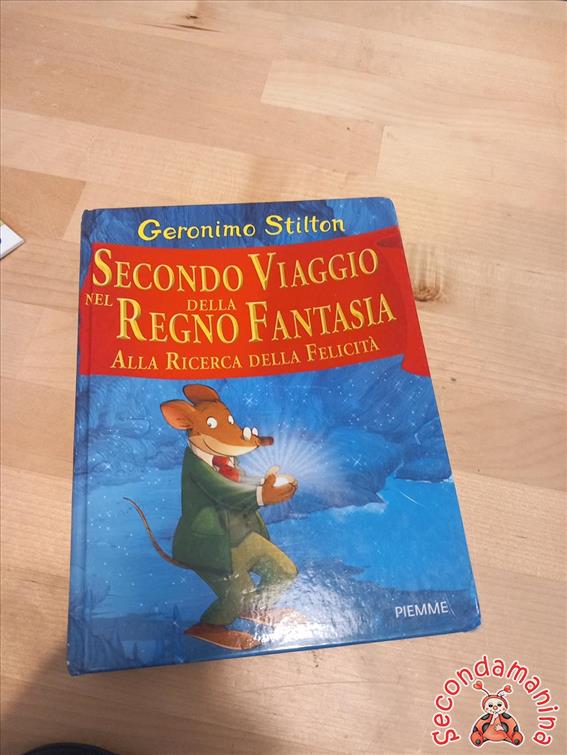 Geronimo Stilton
SECONDO VIAGGIO
NEL DELLA
REGNO FANTASIA
ALLA RICERCA DELLA FELICITÀ
PIEMME
Secondamanina